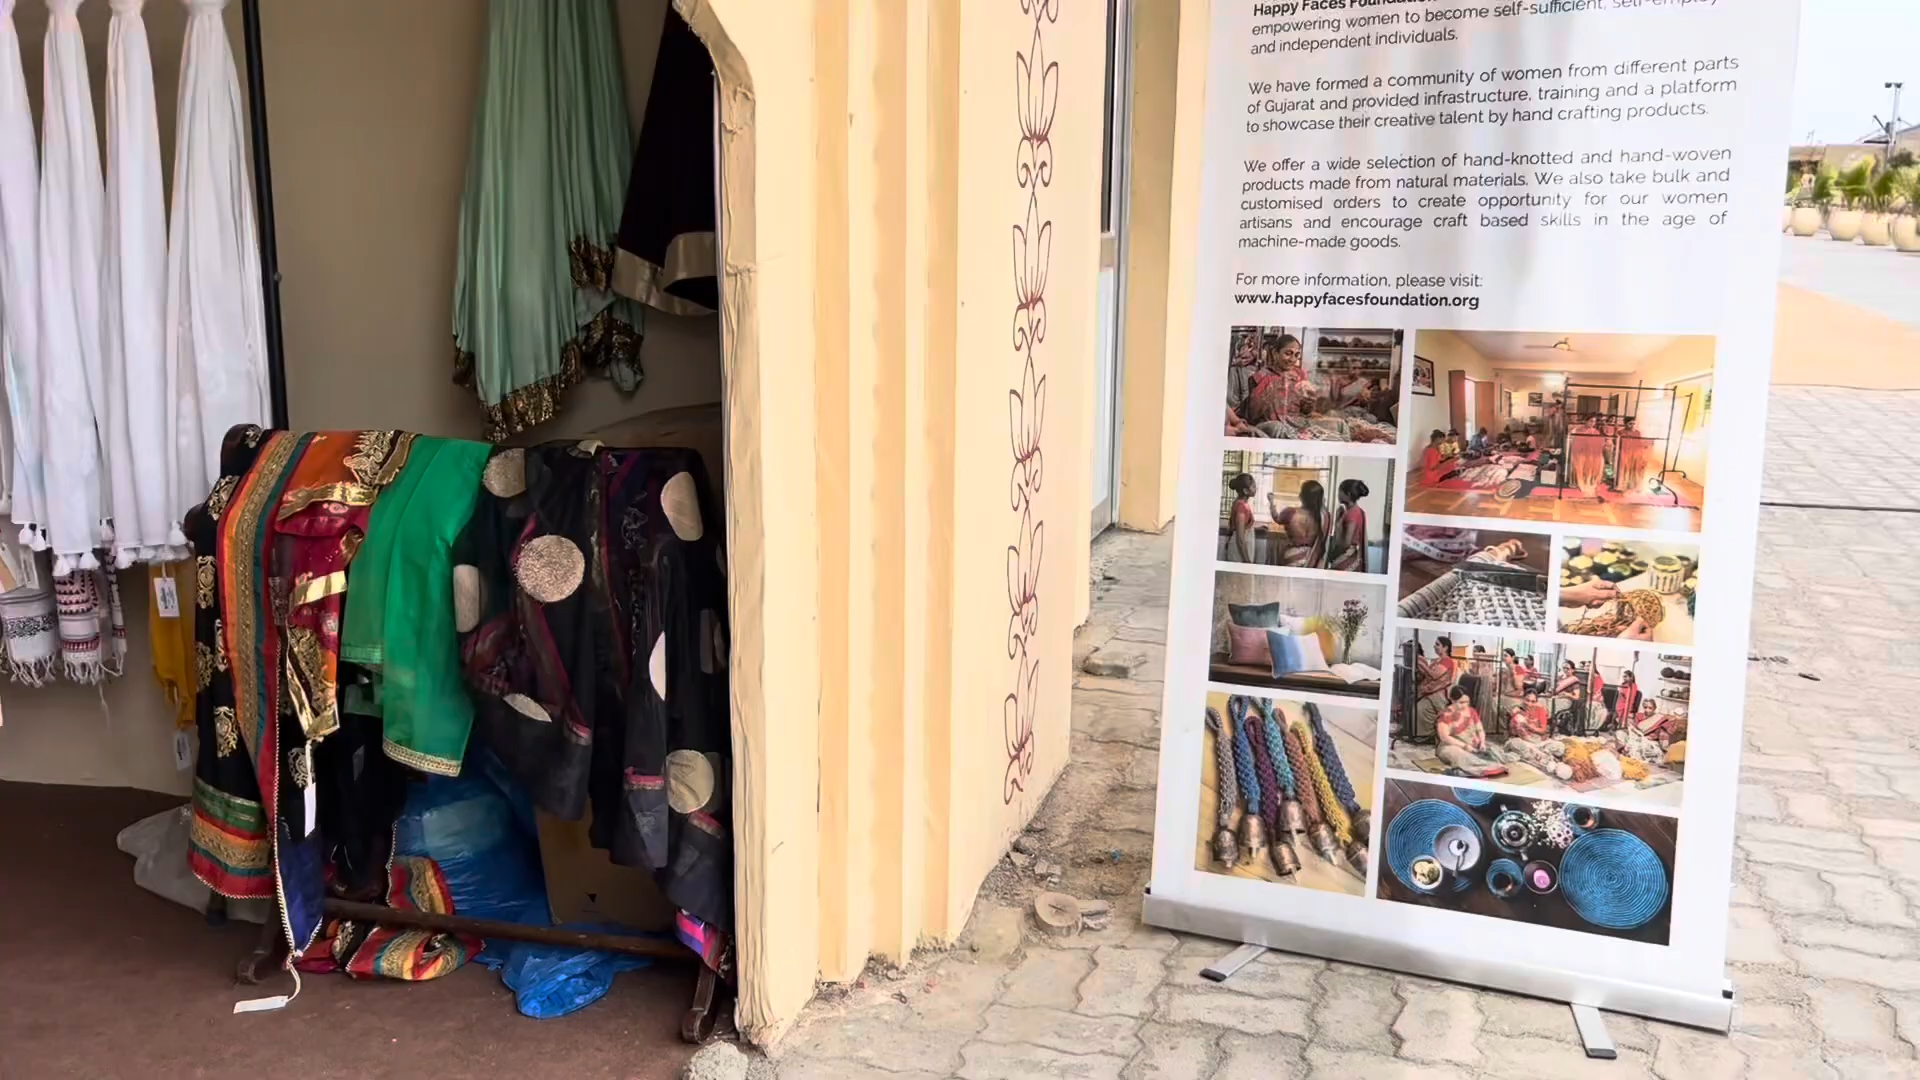 Happy Faces Foundation
empowering women to become self-sufficient, self-employ
and independent individuals.
We have formed a community of women from different parts
of Gujarat and provided infrastructure, training and a platform
to showcase their creative talent by hand crafting products.
We offer a wide selection of hand-knotted and hand-woven
products made from natural materials. We also take bulk and
customised orders to create opportunity for our women
artisans and encourage craft based skills in the age of
machine-made goods.
For more information, please visit:
www.happyfacesfoundation.org